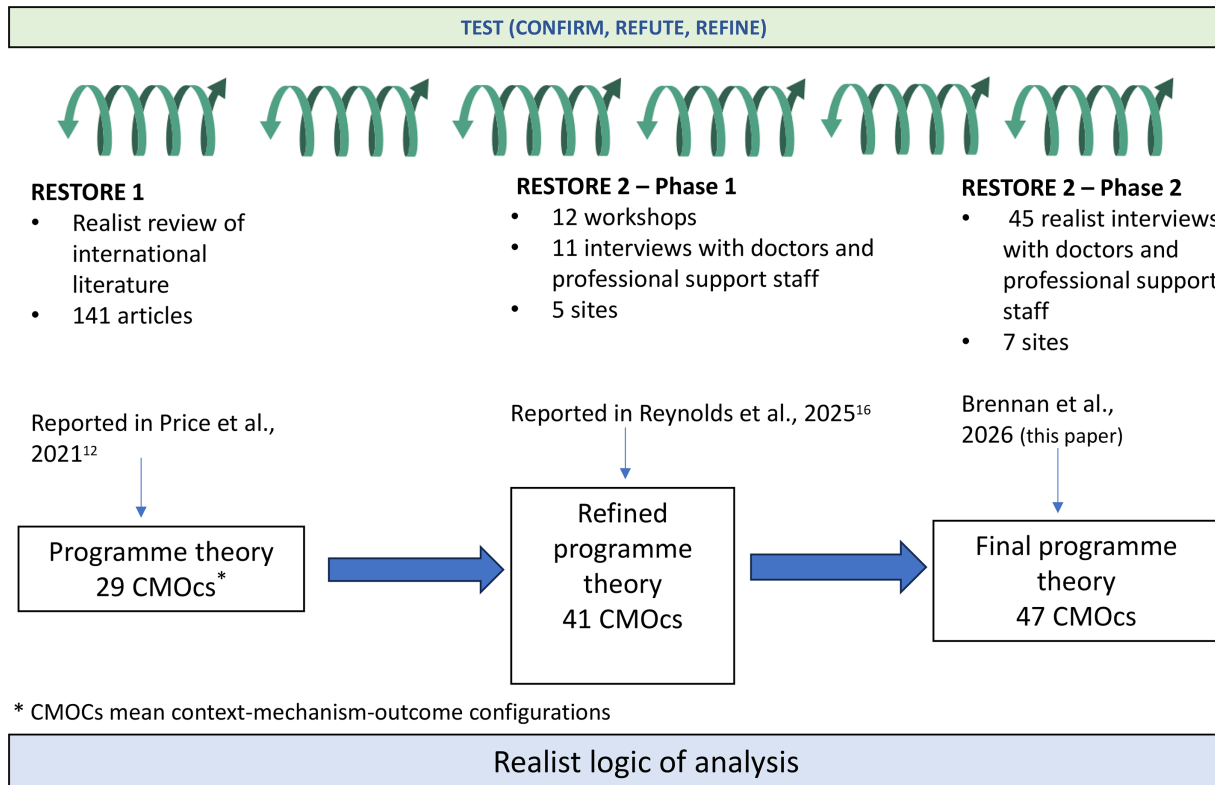 TEST (CONFIRM, REFUTE, REFINE)
RESTORE 1
• Realist review of
international
literature
• 141 articles
RESTORE 2 – Phase 1
• 12 workshops
• 11 interviews with doctors and
professional support staff
• 5 sites
RESTORE 2 – Phase 2
• 45 realist interviews
with doctors and
professional support
staff
• 7 sites
Reported in Price et al.,
2021¹²
Reported in Reynolds et al., 2025¹⁶
Brennan et al.,
2026 (this paper)
Programme theory
29 CMOcs*
Refined
programme
theory
41 CMOcs
Final programme
theory
47 CMOcs
* CMOCs mean context-mechanism-outcome configurations
Realist logic of analysis